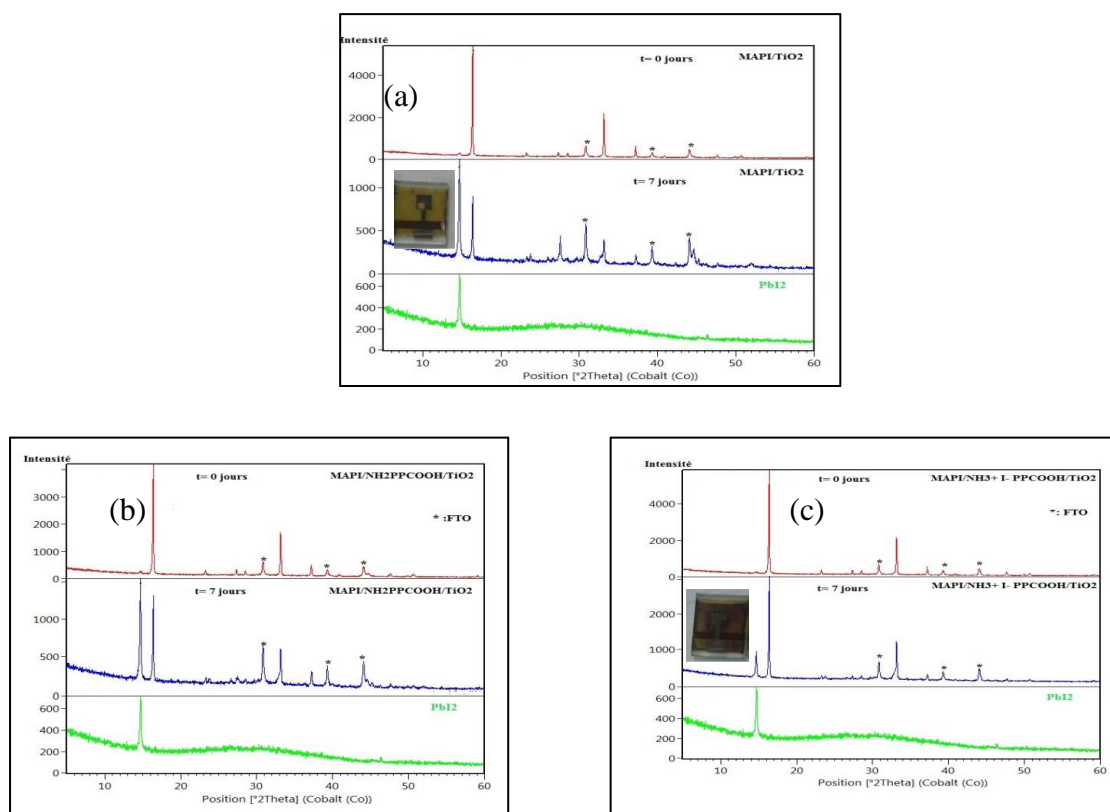 Intensité
t= 0 jours MAPI/TiO2
(a)
4000
2000
* * *
0
MAPI/TiO2
1000
t= 7 jours
*
500
* *
0
PbI2
600
400
200
0
10 20 30 40 50 60
Position [°2Theta] (Cobalt (Co))
Intensité
t= 0 jours MAPI/NH2PPCOOH/TiO2
3000
(b)
* :FTO
2000
1000
* * *
0
t= 7 jours MAPI/NH2PPCOOH/TiO2
1000
* * *
500
0
PbI2
600
400
200
0
10 20 30 40 50 60
Position [°2Theta] (Cobalt (Co))
Intensité
t= 0 jours MAPI/NH3+ I- PPCOOH/TiO2
4000
(c)
*: FTO
2000
* * *
0
t= 7 jours MAPI/NH3+ I- PPCOOH/TiO2
2000
1000
* * *
0
PbI2
600
400
200
0
10 20 30 40 50 60
Position [°2Theta] (Cobalt (Co))